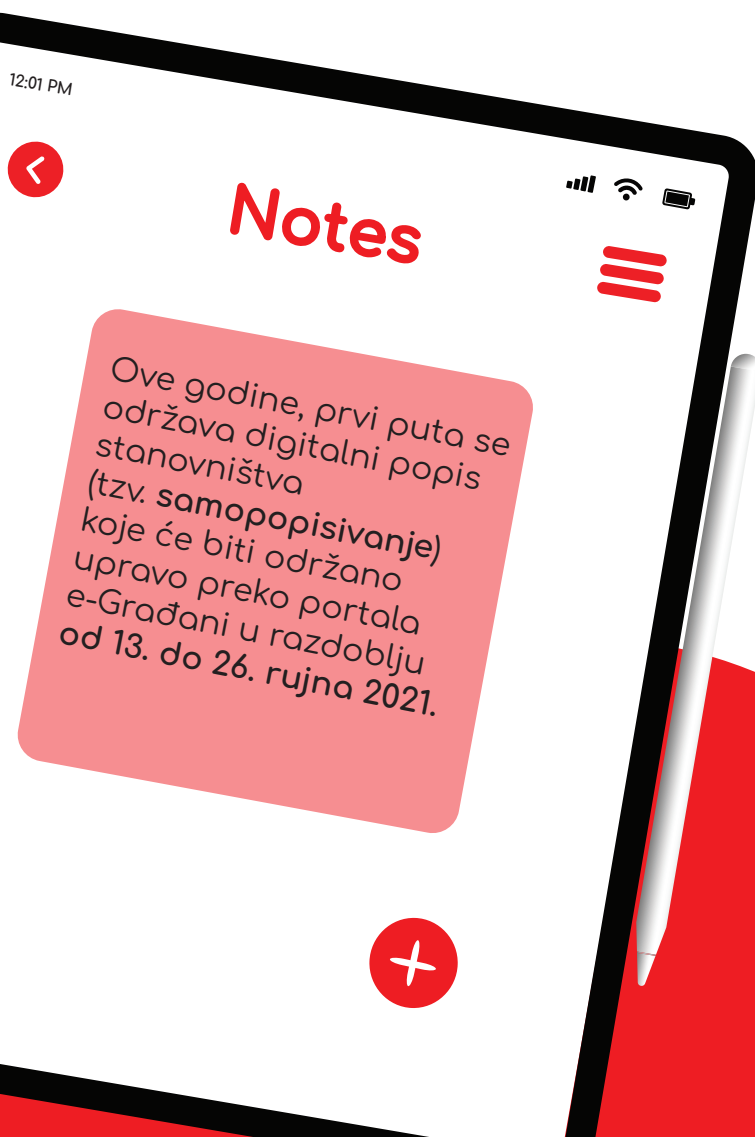 12:01 PM
Notes
Ove godine, prvi puta se
održava digitalni popis
stanovništva
(tzv. samopopisivanje)
koje će biti održano
upravo preko portala
e-Građani u razdoblju
od 13. do 26. rujna 2021.